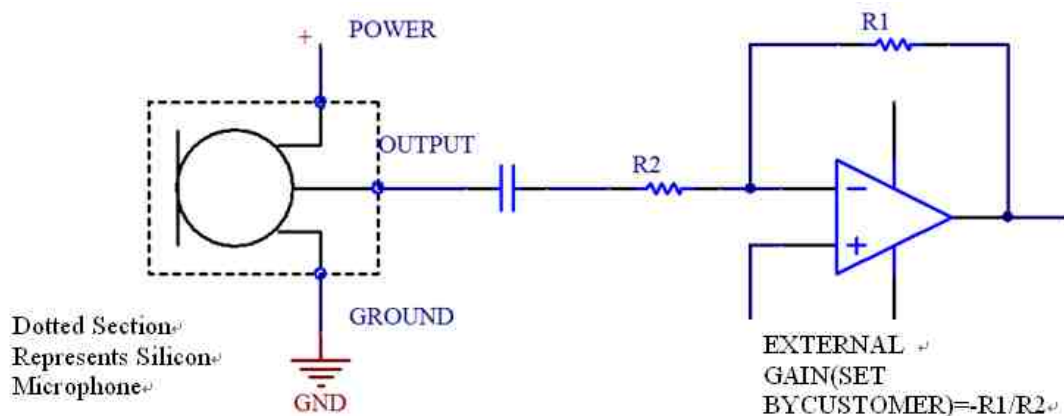 + POWER
R1
OUTPUT
R2
−
+
GROUND
GND
Dotted Section
Represents Silicon
Microphone
EXTERNAL
GAIN(SET
BYCUSTOMER)=-R1/R2